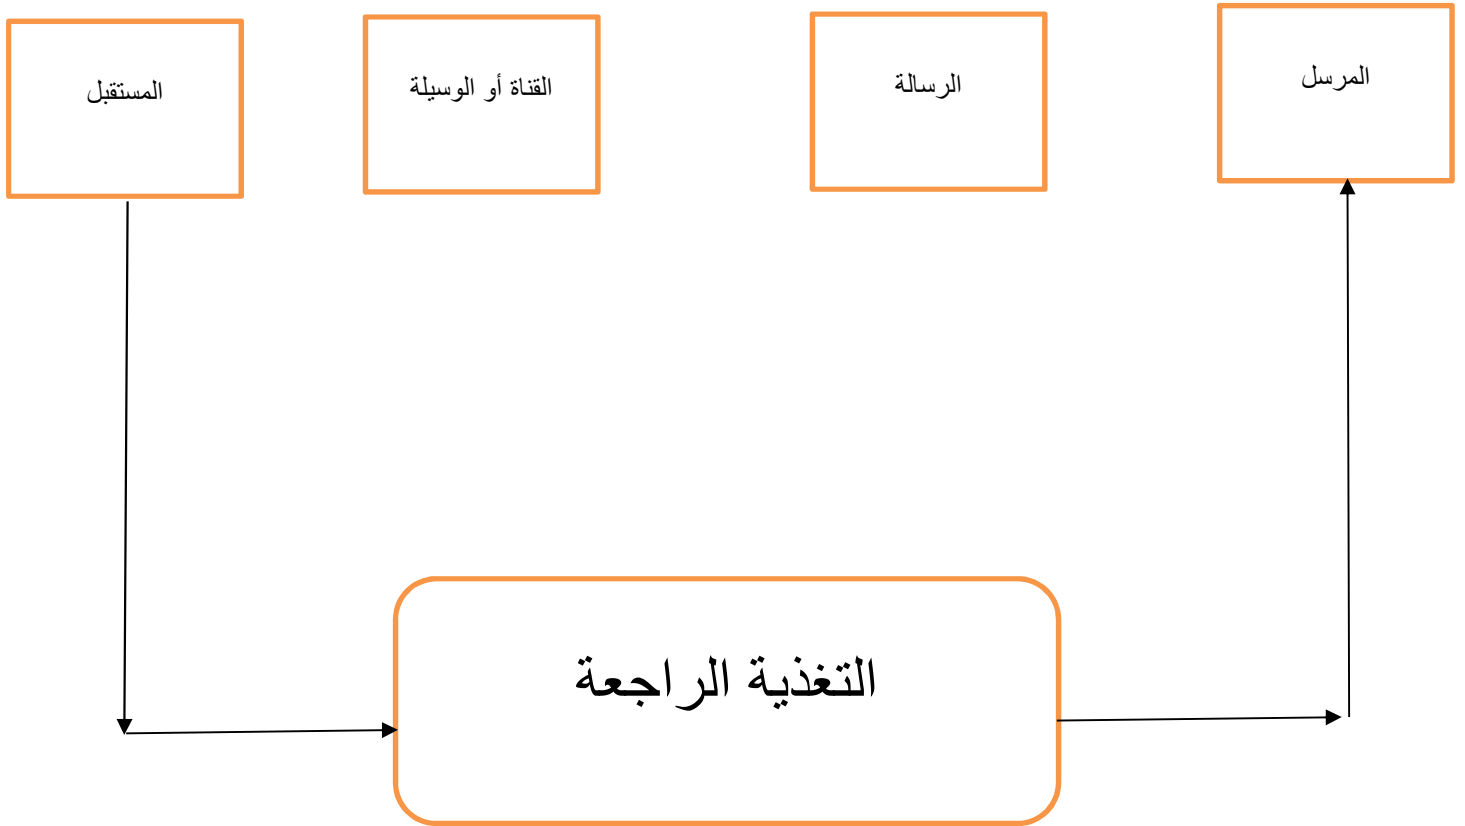 المرسل
الرسالة
القناة أو الوسيلة
المستقبل
التغذية الراجعة